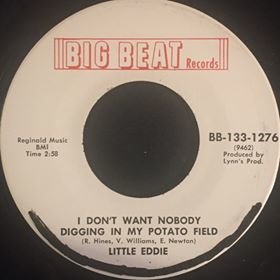 BIG BEAT Records
Reginald Music
BMI
Time 2:58
BB-133-1276
(9462)
Produced by
Lynn's Prod.
I DON'T WANT NOBODY
DIGGING IN MY POTATO FIELD
(R. Hines, V. Williams, E. Newton)
LITTLE EDDIE